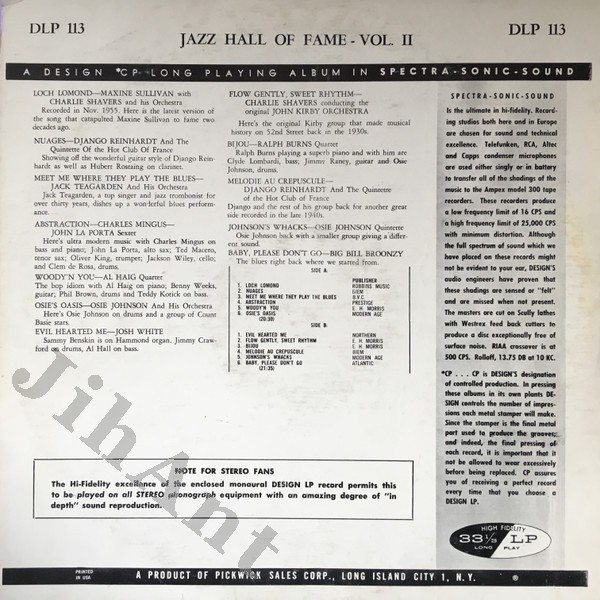 DLP 113
DLP 113
JAZZ HALL OF FAME - VOL. II
A DESIGN *CP-LONG PLAYING ALBUM IN SPECTRA-SONIC-SOUND
LOCH LOMOND—MAXINE SULLIVAN with
CHARLIE SHAVERS and his Orchestra
Recorded in Nov. 1955. Here is the latest version
of the song that catapulted Maxine Sullivan to fame two
decades ago.
NUAGES—DJANGO REINHARDT And The
Quintette Of the Hot Club Of France
Showing off the wonderful guitar style of Django Rein-
hardt as well as Hubert Rostaing on clarinet.
MEET ME WHERE THEY PLAY THE BLUES—
JACK TEAGARDEN And His Orchestra
Jack Teagarden, a top singer and jazz trombonist for
over thirty years, dishes up a wonderful blues perform-
ance.
ABSTRACTION—CHARLES MINGUS—
JOHN LA PORTA Sextet
Here's ultra modern music with Charles Mingus on
bass and piano; John La Porta, alto sax; Teil Macero,
tenor sax; Oliver King, trumpet; Jackson Wiley, cello;
and Clem de Rosa, drums.
WOODY'N YOU—AL HAIG Quartet
The bop idiom with Al Haig on piano; Benny Weeks,
guitar, Phil Brown, drums and Teddy Kotick on bass.
OSIE'S OASIS—OSIE JOHNSON And His Orchestra
Here's Osie Johnson on drums and a group of Count
Basie stars.
EVIL HEARTED ME—JOSH WHITE
Sammy Benskin is on Hammond organ, Jimmy Craw-
ford on drums, Al Hall on bass.
FLOW GENTLY, SWEET RHYTHM—
CHARLIE SHAVERS conducting the
original JOHN KIRBY ORCHESTRA
Here's the original Kirby group that made musical
history on 52nd Street back in the 1930s.
BIJOU—RALPH BURNS Quartet
Ralph Burns playing a superb piano and with him are
Clyde Lombardi, bass; Jimmy Raney, guitar and Osie
Johnson, drums.
MELODIE AU CREPUSCULE—
DJANGO REINHARDT And The Quintette
of the Hot Club of France
Django and the rest of his group back for another great
side recorded in the late 1940s.
JOHNSON'S WHACKS—OSIE JOHNSON Quintette
Osie Johnson back with a smaller group giving a differ-
ent sound.
BABY, PLEASE DON'T GO—BIG BILL BROONZY
The blues right back where we started from.
SIDE A:
PUBLISHER
1. LOCH LOMOND ROBBINS MUSIC
2. NUAGES BIEM
3. MEET ME WHERE THEY PLAY THE BLUES B.V.C.
4. ABSTRACTION PRESTIGE
5. WOODY'N YOU E. H. MORRIS
6. OSIE'S OASIS MODERN AGE
(20:30)
SIDE B:
1. EVIL HEARTED ME NORTHERN
2. FLOW GENTLY, SWEET RHYTHM E. H. MORRIS
3. BIJOU E. H. MORRIS
4. MELODIE AU CREPUSCULE BIEM
5. JOHNSON'S WHACKS MODERN AGE
6. BABY, PLEASE DON'T GO ATLANTIC
(21:35)
SPECTRA-SONIC-SOUND
Is the ultimate in hi-fidelity. Record-
ing studios both here and in Europe
are chosen for sound and technical
excellence. Telefunken, RCA, Altec
and Capps condenser microphones
are used either singly or in battery
to transfer all of the shadings of the
music to the Ampex model 300 tape
recorders. These recorders produce
a low frequency limit of 16 CPS and
a high frequency limit of 25,000 CPS
with minimum distortion. Although
the full spectrum of sound which we
have placed on these records might
not be evident to your ear, DESIGN'S
audio engineers have proven that
these shadings and overtones of
sound are nevertheless sensed or "felt"
and are missed when not present.
The masters are cut on Scully lathes
with Westrex feed back cutters to
produce a disc exceptionally free of
surface noise. RIAA crossover is at
500 CPS. Rolloff, 13.75 DB at 10 KC.
*CP . . . CP is DESIGN'S designation
of controlled production. In pressing
these albums in its own plants DE-
SIGN controls the number of impres-
sions each metal stamper will make.
Since the stamper is the final metal
part used to produce the grooves,
and indeed, the final pressing of
each record, it is important that it
not be allowed to wear excessively
before being replaced. CP assures
you of receiving a perfect record
every time that you choose a
DESIGN LP.
NOTE FOR STEREO FANS
The Hi-Fidelity excellence of the enclosed monaural DESIGN LP record permits this
to be played on all STEREO phonograph equipment with an amazing degree of "in
depth" sound reproduction.
HIGH FIDELITY
33 1/3 LP
LONG PLAY
PRINTED
IN USA
A PRODUCT OF PICKWICK SALES CORP., LONG ISLAND CITY 1, N. Y. ®
JihAnt